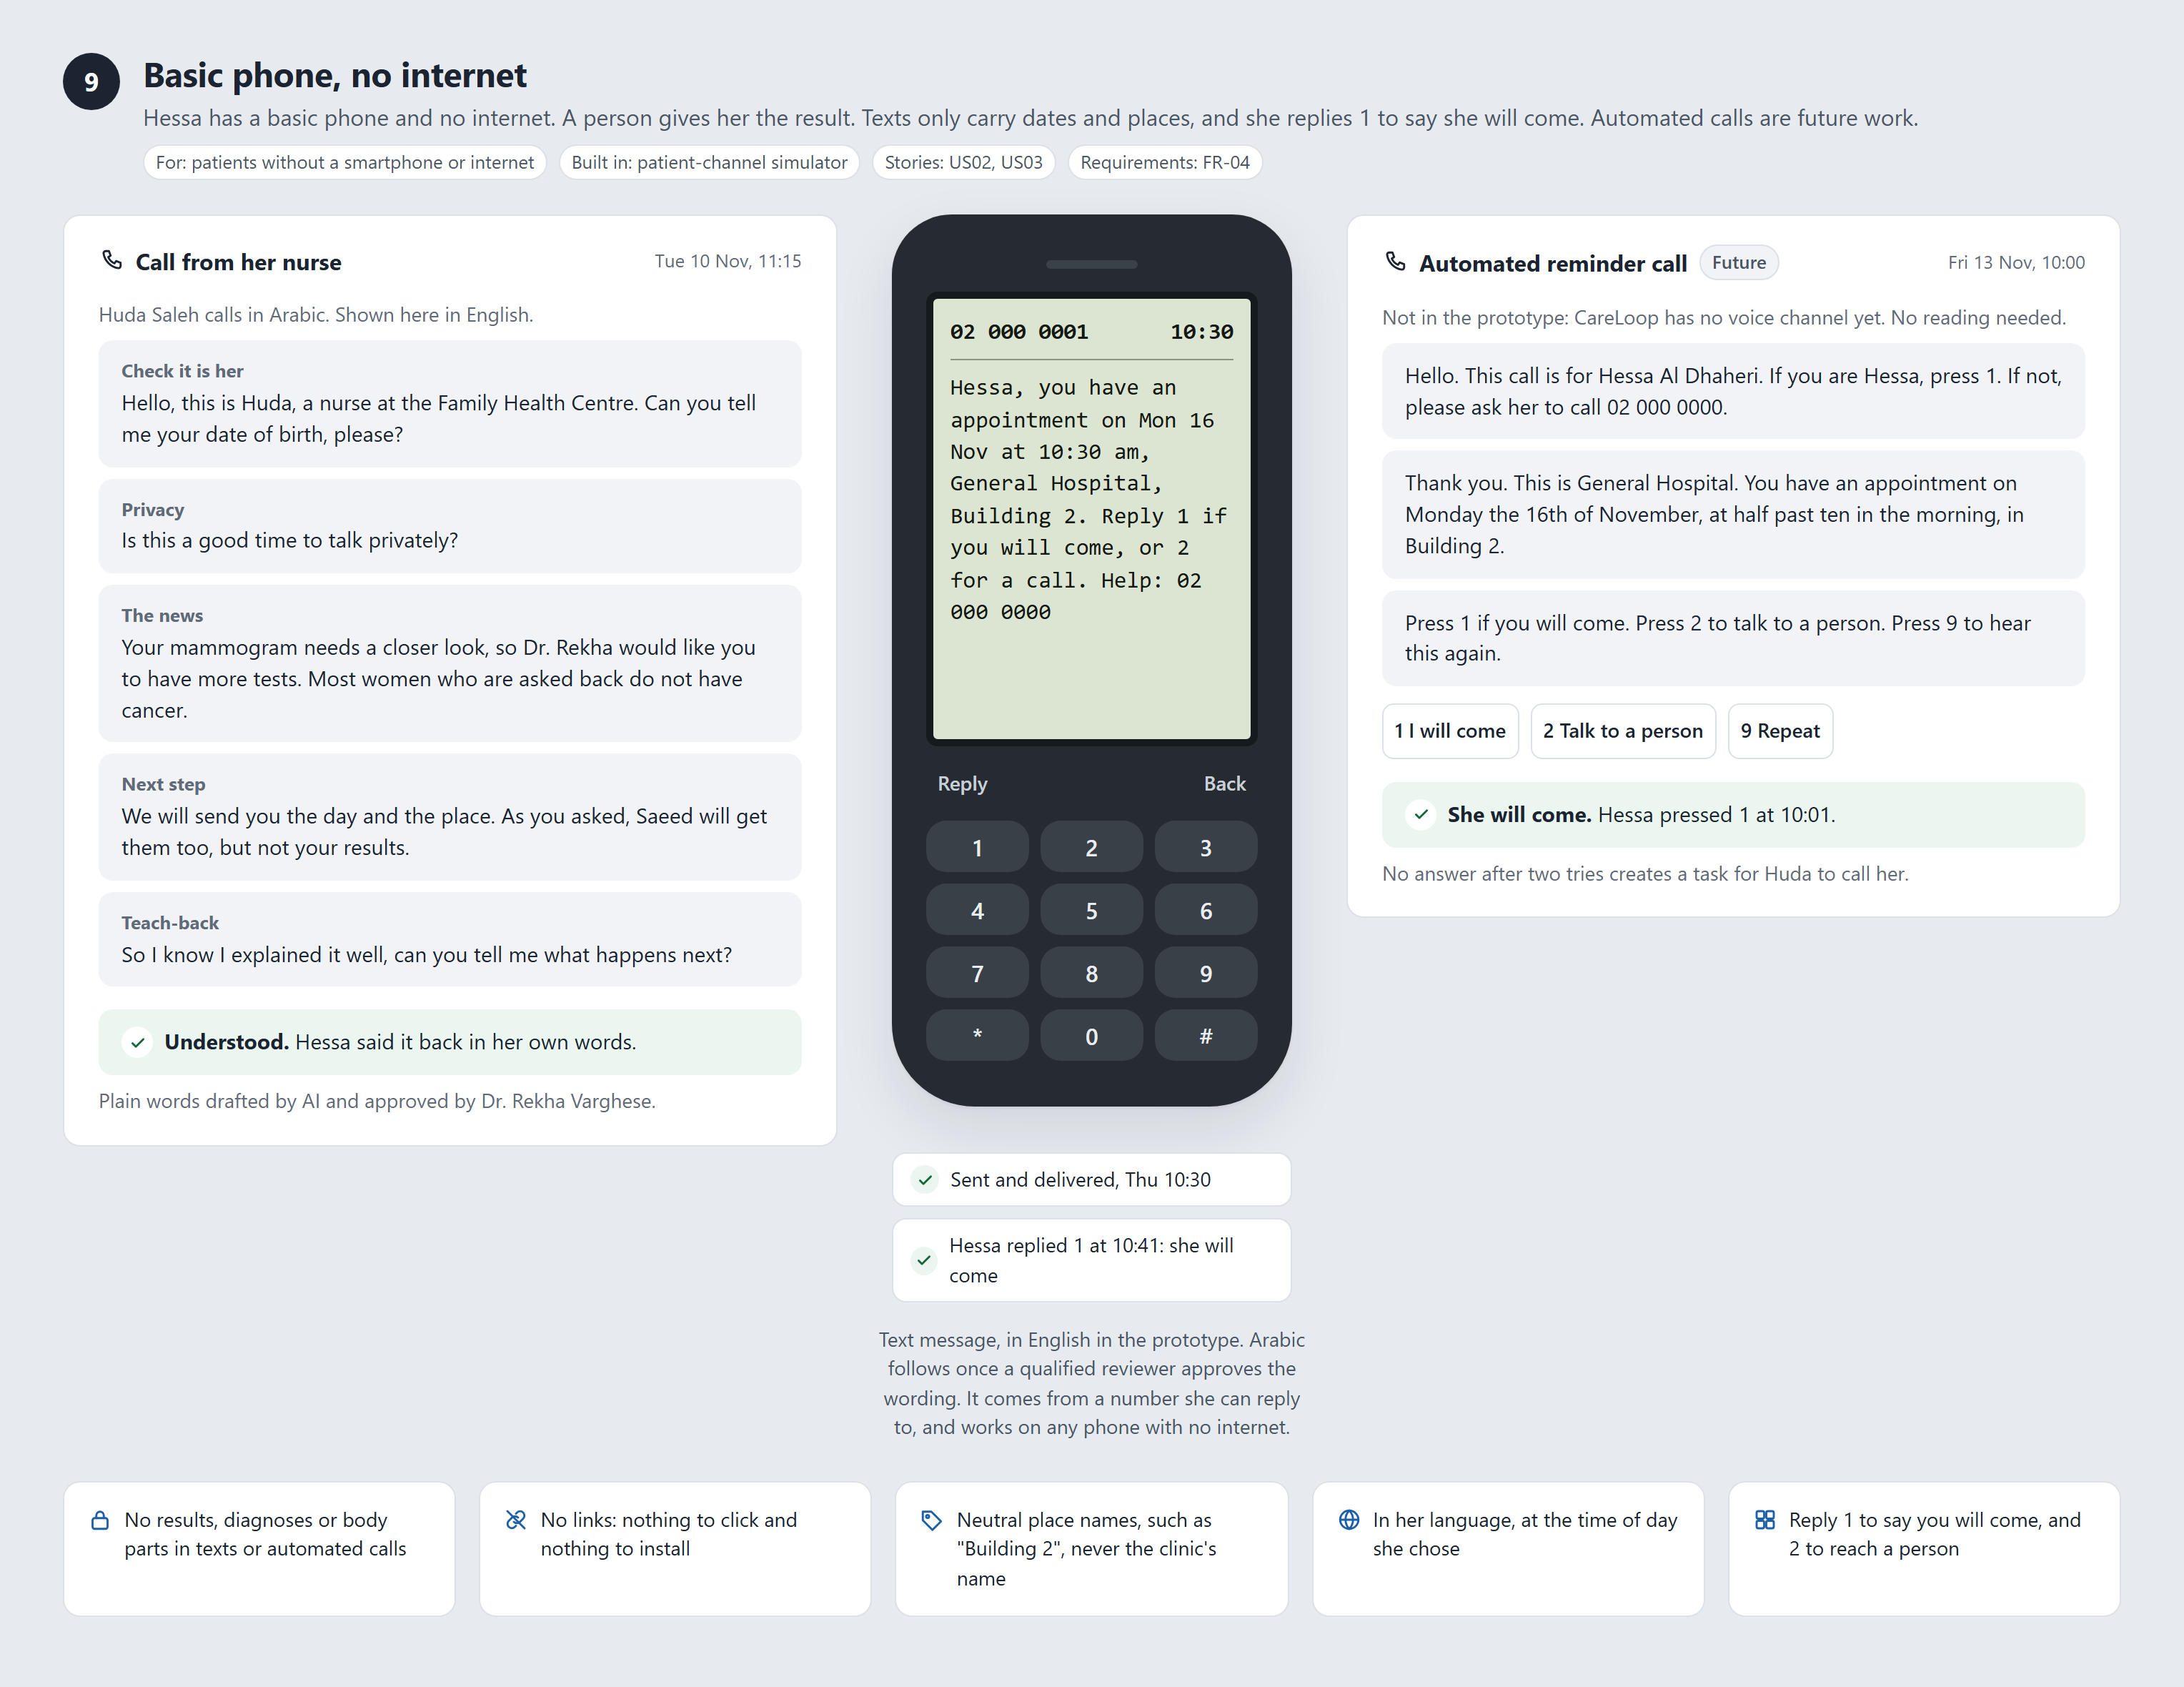 9
Basic phone, no internet
Hessa has a basic phone and no internet. A person gives her the result. Texts only carry dates and places, and she replies 1 to say she will come. Automated calls are future work.
For: patients without a smartphone or internet
Built in: patient-channel simulator
Stories: US02, US03
Requirements: FR-04
Call from her nurse
Tue 10 Nov, 11:15
Huda Saleh calls in Arabic. Shown here in English.
Check it is her
Hello, this is Huda, a nurse at the Family Health Centre. Can you tell
me your date of birth, please?
Privacy
Is this a good time to talk privately?
The news
Your mammogram needs a closer look, so Dr. Rekha would like you
to have more tests. Most women who are asked back do not have
cancer.
Next step
We will send you the day and the place. As you asked, Saeed will get
them too, but not your results.
Teach-back
So I know I explained it well, can you tell me what happens next?
Understood. Hessa said it back in her own words.
Plain words drafted by AI and approved by Dr. Rekha Varghese.
02 000 0001 10:30
Hessa, you have an
appointment on Mon 16
Nov at 10:30 am,
General Hospital,
Building 2. Reply 1 if
you will come, or 2
for a call. Help: 02
000 0000
Reply Back
1 2 3
4 5 6
7 8 9
* 0 #
Sent and delivered, Thu 10:30
Hessa replied 1 at 10:41: she will
come
Text message, in English in the prototype. Arabic
follows once a qualified reviewer approves the
wording. It comes from a number she can reply
to, and works on any phone with no internet.
Automated reminder call
Future
Fri 13 Nov, 10:00
Not in the prototype: CareLoop has no voice channel yet. No reading needed.
Hello. This call is for Hessa Al Dhaheri. If you are Hessa, press 1. If not,
please ask her to call 02 000 0000.
Thank you. This is General Hospital. You have an appointment on
Monday the 16th of November, at half past ten in the morning, in
Building 2.
Press 1 if you will come. Press 2 to talk to a person. Press 9 to hear
this again.
1 I will come
2 Talk to a person
9 Repeat
She will come. Hessa pressed 1 at 10:01.
No answer after two tries creates a task for Huda to call her.
No results, diagnoses or body
parts in texts or automated calls
No links: nothing to click and
nothing to install
Neutral place names, such as
"Building 2", never the clinic's
name
In her language, at the time of day
she chose
Reply 1 to say you will come, and
2 to reach a person